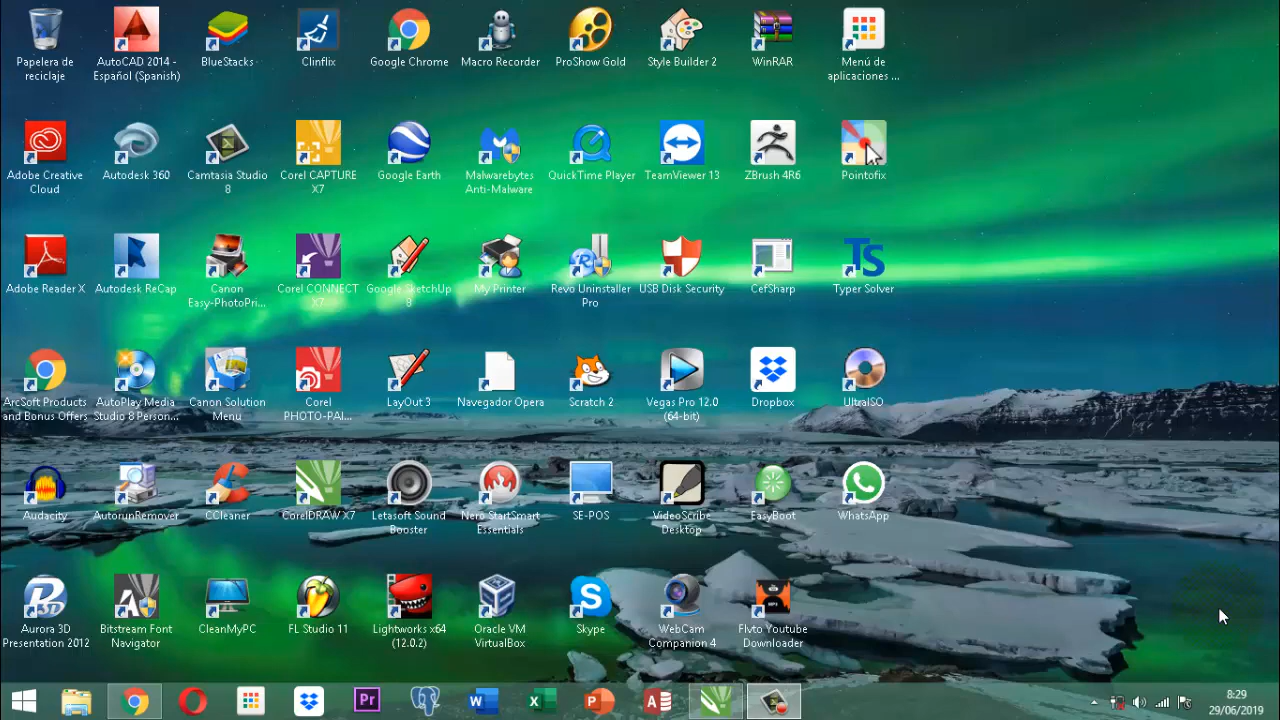 Papelera de
reciclaje
AutoCAD 2014 -
Español (Spanish)
BlueStacks
Clinflix
Google Chrome
Macro Recorder
ProShow Gold
Style Builder 2
WinRAR
Menú de
aplicaciones ...
Adobe Creative
Cloud
Autodesk 360
Camtasia Studio
8
Corel CAPTURE
X7
Google Earth
Malwarebytes
Anti-Malware
QuickTime Player
TeamViewer 13
ZBrush 4R6
Pointofix
Adobe Reader X
Autodesk ReCap
Canon
Easy-PhotoPri...
Corel CONNECT
X7
Google SketchUp
8
My Printer
Revo Uninstaller
Pro
USB Disk Security
CefSharp
TS
Typer Solver
ArcSoft Products
and Bonus Offers
AutoPlay Media
Studio 8 Person...
Canon Solution
Menu
Corel
PHOTO-PAI...
LayOut 3
Navegador Opera
Scratch 2
Vegas Pro 12.0
(64-bit)
Dropbox
UltraISO
Audacity
AutorunRemover
CCleaner
CorelDRAW X7
Letasoft Sound
Booster
Nero StartSmart
Essentials
SE-POS
VideoScribe
Desktop
EasyBoot
WhatsApp
Aurora 3D
Presentation 2012
Bitstream Font
Navigator
CleanMyPC
FL Studio 11
Lightworks x64
(12.0.2)
Oracle VM
VirtualBox
Skype
WebCam
Companion 4
Flvto Youtube
Downloader
Pr
8:29
29/06/2019